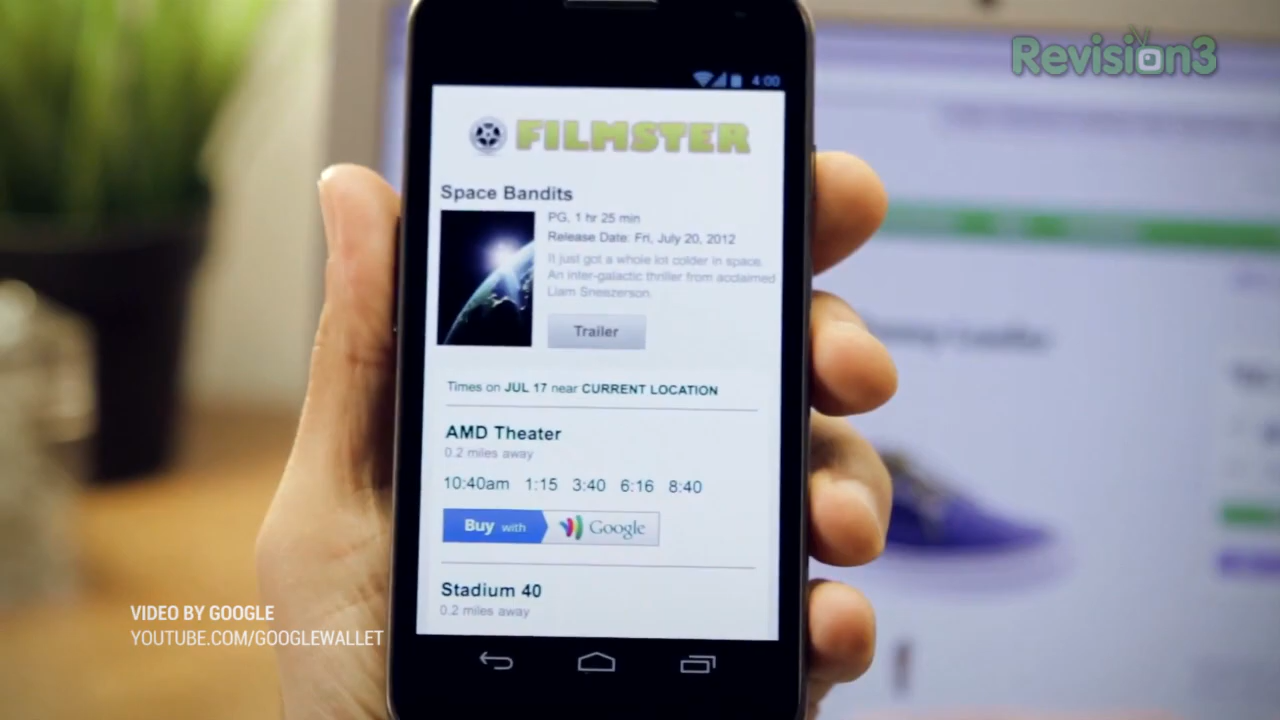 Revision3
4:00
FILMSTER
Space Bandits
PG, 1 hr 25 min
Release Date: Fri, July 20, 2012
It just got a whole lot colder in space.
An inter-galactic thriller from acclaimed
Liam Sneszerson.
Trailer
Times on JUL 17 near CURRENT LOCATION
AMD Theater
0.2 miles away
10:40am 1:15 3:40 6:16 8:40
Buy with Google
Stadium 40
0.2 miles away
VIDEO BY GOOGLE
YOUTUBE.COM/GOOGLEWALLET